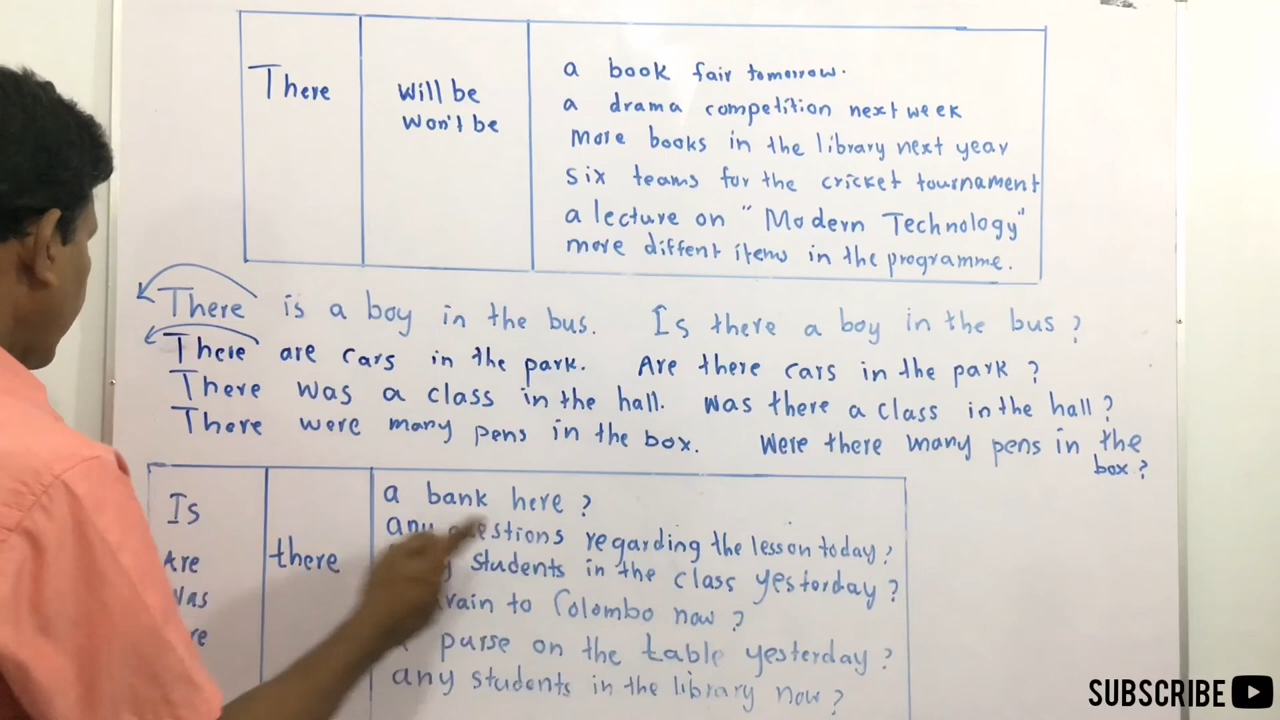 There
Will be
Won't be
a book fair tomorrow.
a drama competition next week
More books in the library next year
six teams for the cricket tournament
a lecture on "Modern Technology"
more diffent items in the programme.
There is a boy in the bus. Is there a boy in the bus?
There are cars in the park. Are there cars in the park?
There was a class in the hall. Was there a class in the hall?
There were many pens in the box. Were there many pens in the box?
Is
Are
there
a bank here?
any questions regarding the lesson today?
students in the class yesterday?
to Colombo now?
purse on the table yesterday?
any students in the library now?
SUBSCRIBE